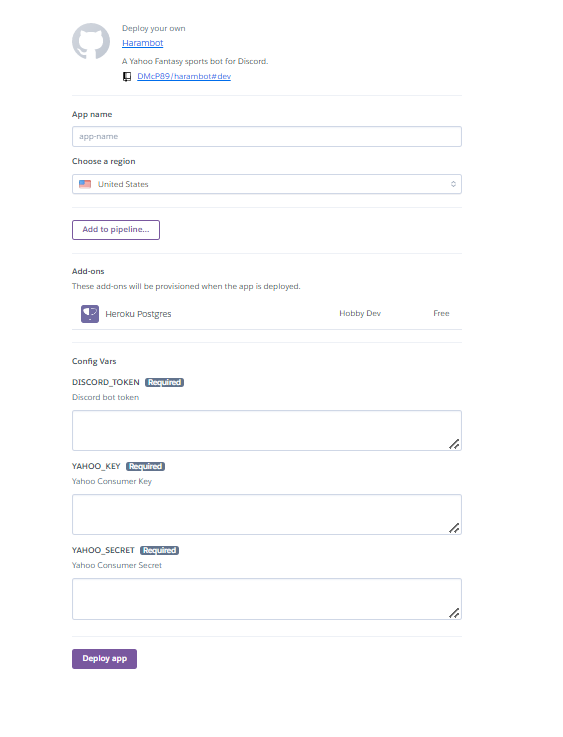 Deploy your own
Harambot
A Yahoo Fantasy sports bot for Discord.
DMcP89/harambot#dev
App name
app-name
Choose a region
United States
Add to pipeline...
Add-ons
These add-ons will be provisioned when the app is deployed.
Heroku Postgres Hobby Dev Free
Config Vars
DISCORD_TOKEN Required
Discord bot token
YAHOO_KEY Required
Yahoo Consumer Key
YAHOO_SECRET Required
Yahoo Consumer Secret
Deploy app